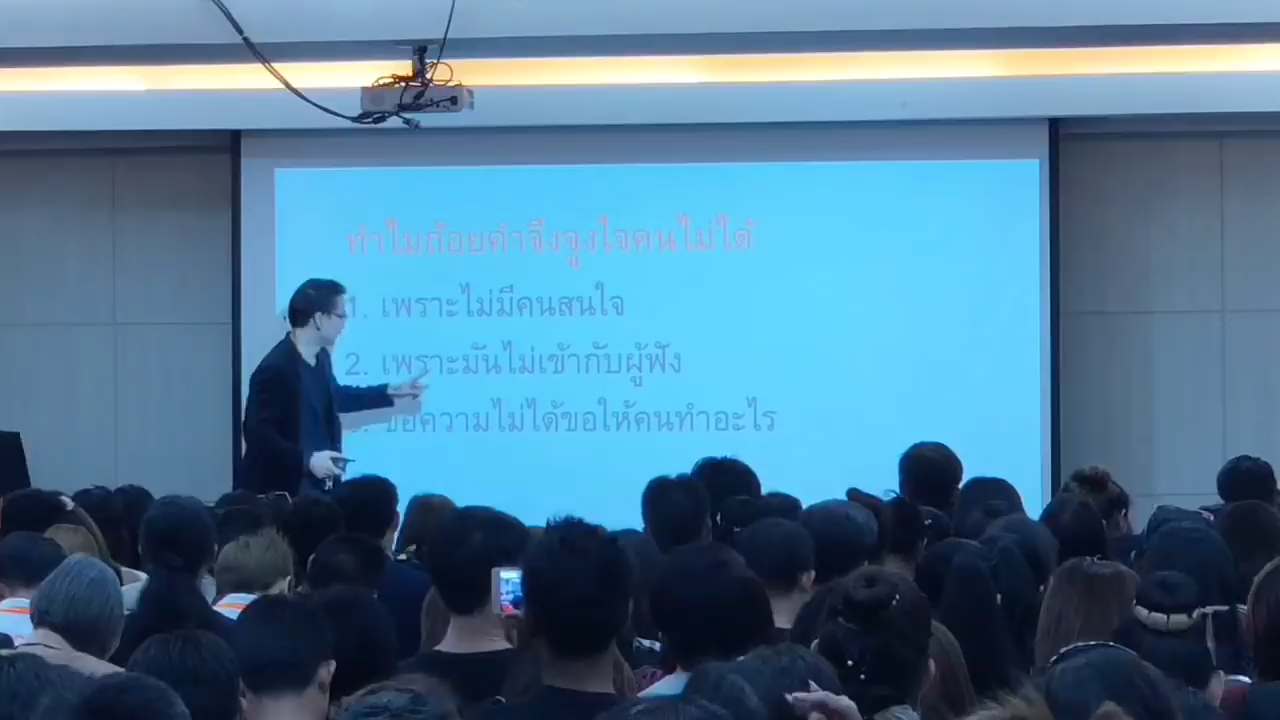 ทำไมถ้อยคำจึงจูงใจคนไม่ได้
1. เพราะไม่มีคนสนใจ
2. เพราะมันไม่เข้ากับผู้ฟัง
ข้อความไม่ได้ขอให้คนทำอะไร